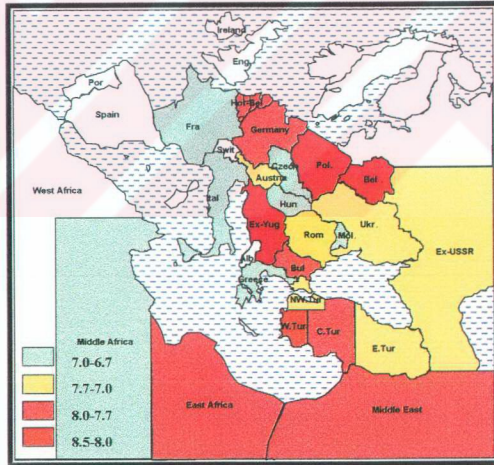 Ireland
Eng.
Por
Spain
Fra
Hol-Bel
Germany
Swit
Czech
Pol.
Bel.
Austria
West Africa
Ital
Hun
Ukr.
Ex-Yug
Rom
Mol.
Ex-USSR
Alb
Bul
Greece
NW.Tur
W.Tur
C.Tur
E.Tur
Middle Africa
7.0-6.7
7.7-7.0
8.0-7.7
8.5-8.0
East Africa
Middle East